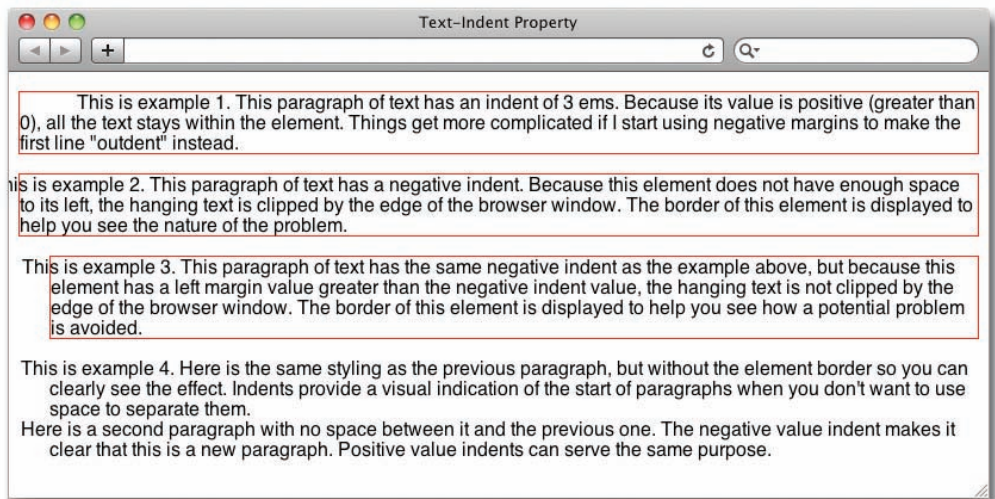 Text-Indent Property
This is example 1. This paragraph of text has an indent of 3 ems. Because its value is positive (greater than
0), all the text stays within the element. Things get more complicated if I start using negative margins to make the
first line "outdent" instead.
is is example 2. This paragraph of text has a negative indent. Because this element does not have enough space
to its left, the hanging text is clipped by the edge of the browser window. The border of this element is displayed to
help you see the nature of the problem.
This is example 3. This paragraph of text has the same negative indent as the example above, but because this
element has a left margin value greater than the negative indent value, the hanging text is not clipped by the
edge of the browser window. The border of this element is displayed to help you see how a potential problem
is avoided.
This is example 4. Here is the same styling as the previous paragraph, but without the element border so you can
clearly see the effect. Indents provide a visual indication of the start of paragraphs when you don't want to use
space to separate them.
Here is a second paragraph with no space between it and the previous one. The negative value indent makes it
clear that this is a new paragraph. Positive value indents can serve the same purpose.